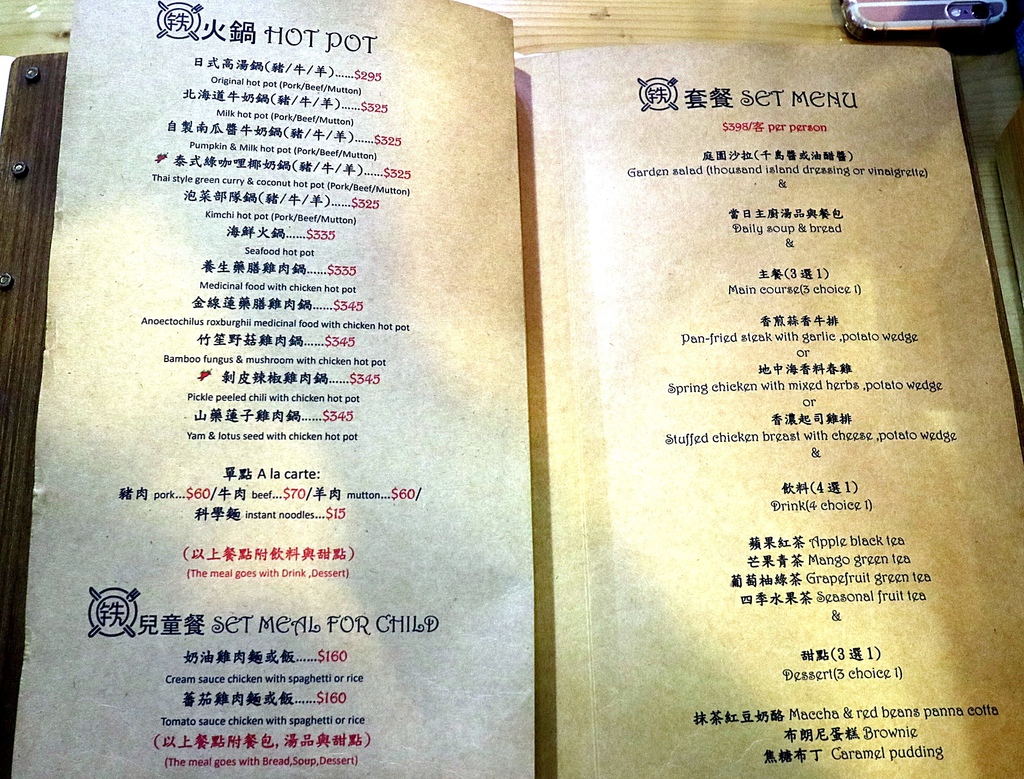 铁 火鍋 HOT POT
日式高湯鍋(豬/牛/羊)......$295
Original hot pot (Pork/Beef/Mutton)
北海道牛奶鍋(豬/牛/羊)......$325
Milk hot pot (Pork/Beef/Mutton)
自製南瓜醬牛奶鍋(豬/牛/羊)......$325
Pumpkin & Milk hot pot (Pork/Beef/Mutton)
泰式綠咖哩椰奶鍋(豬/牛/羊)......$325
Thai style green curry & coconut hot pot (Pork/Beef/Mutton)
泡菜部隊鍋(豬/牛/羊)......$325
Kimchi hot pot (Pork/Beef/Mutton)
海鮮火鍋......$335
Seafood hot pot
養生藥膳雞肉鍋......$335
Medicinal food with chicken hot pot
金線蓮藥膳雞肉鍋......$345
Anoectochilus roxburghii medicinal food with chicken hot pot
竹笙野菇雞肉鍋......$345
Bamboo fungus & mushroom with chicken hot pot
剝皮辣椒雞肉鍋......$345
Pickle peeled chili with chicken hot pot
山藥蓮子雞肉鍋......$345
Yam & lotus seed with chicken hot pot
單點 A la carte:
豬肉 pork...$60/牛肉 beef...$70/羊肉 mutton...$60/
科學麵 instant noodles...$15
(以上餐點附飲料與甜點)
(The meal goes with Drink ,Dessert)
铁 兒童餐 SET MEAL FOR CHILD
奶油雞肉麵或飯......$160
Cream sauce chicken with spaghetti or rice
蕃茄雞肉麵或飯......$160
Tomato sauce chicken with spaghetti or rice
(以上餐點附餐包,湯品與甜點)
(The meal goes with Bread,Soup,Dessert)
铁 套餐 SET MENU
$398/客 per person
庭園沙拉(千島醬或油醋醬)
Garden salad (thousand island dressing or vinaigrette)
&
當日主廚湯品與餐包
Daily soup & bread
&
主餐(3選1)
Main course(3 choice 1)
香煎蒜香牛排
Pan-fried steak with garlic ,potato wedge
or
地中海香料春雞
Spring chicken with mixed herbs ,potato wedge
or
香濃起司雞排
Stuffed chicken breast with cheese ,potato wedge
&
飲料(4選1)
Drink(4 choice 1)
蘋果紅茶 Apple black tea
芒果青茶 Mango green tea
葡萄柚綠茶 Grapefruit green tea
四季水果茶 Seasonal fruit tea
&
甜點(3選1)
Dessert(3 choice 1)
抹茶紅豆奶酪 Maccha & red beans panna cotta
布朗尼蛋糕 Brownie
焦糖布丁 Caramel pudding